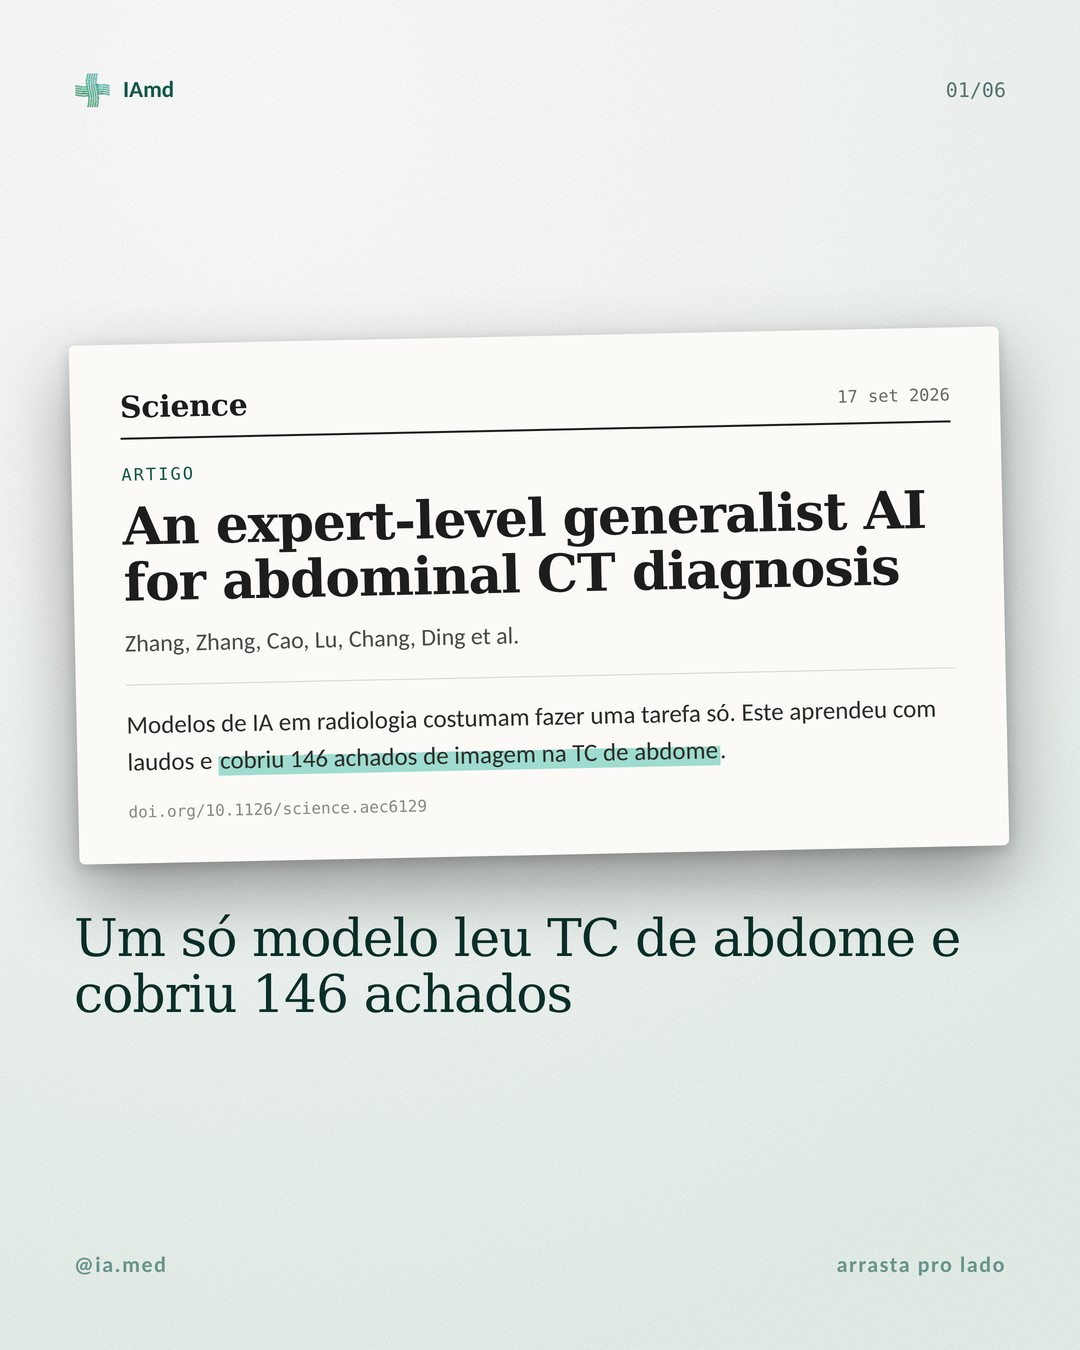 IAmd
01/06
Science
17 set 2026
ARTIGO
An expert-level generalist AI
for abdominal CT diagnosis
Zhang, Zhang, Cao, Lu, Chang, Ding et al.
Modelos de IA em radiologia costumam fazer uma tarefa só. Este aprendeu com
laudos e cobriu 146 achados de imagem na TC de abdome.
doi.org/10.1126/science.aec6129
Um só modelo leu TC de abdome e
cobriu 146 achados
@ia.med
arrasta pro lado